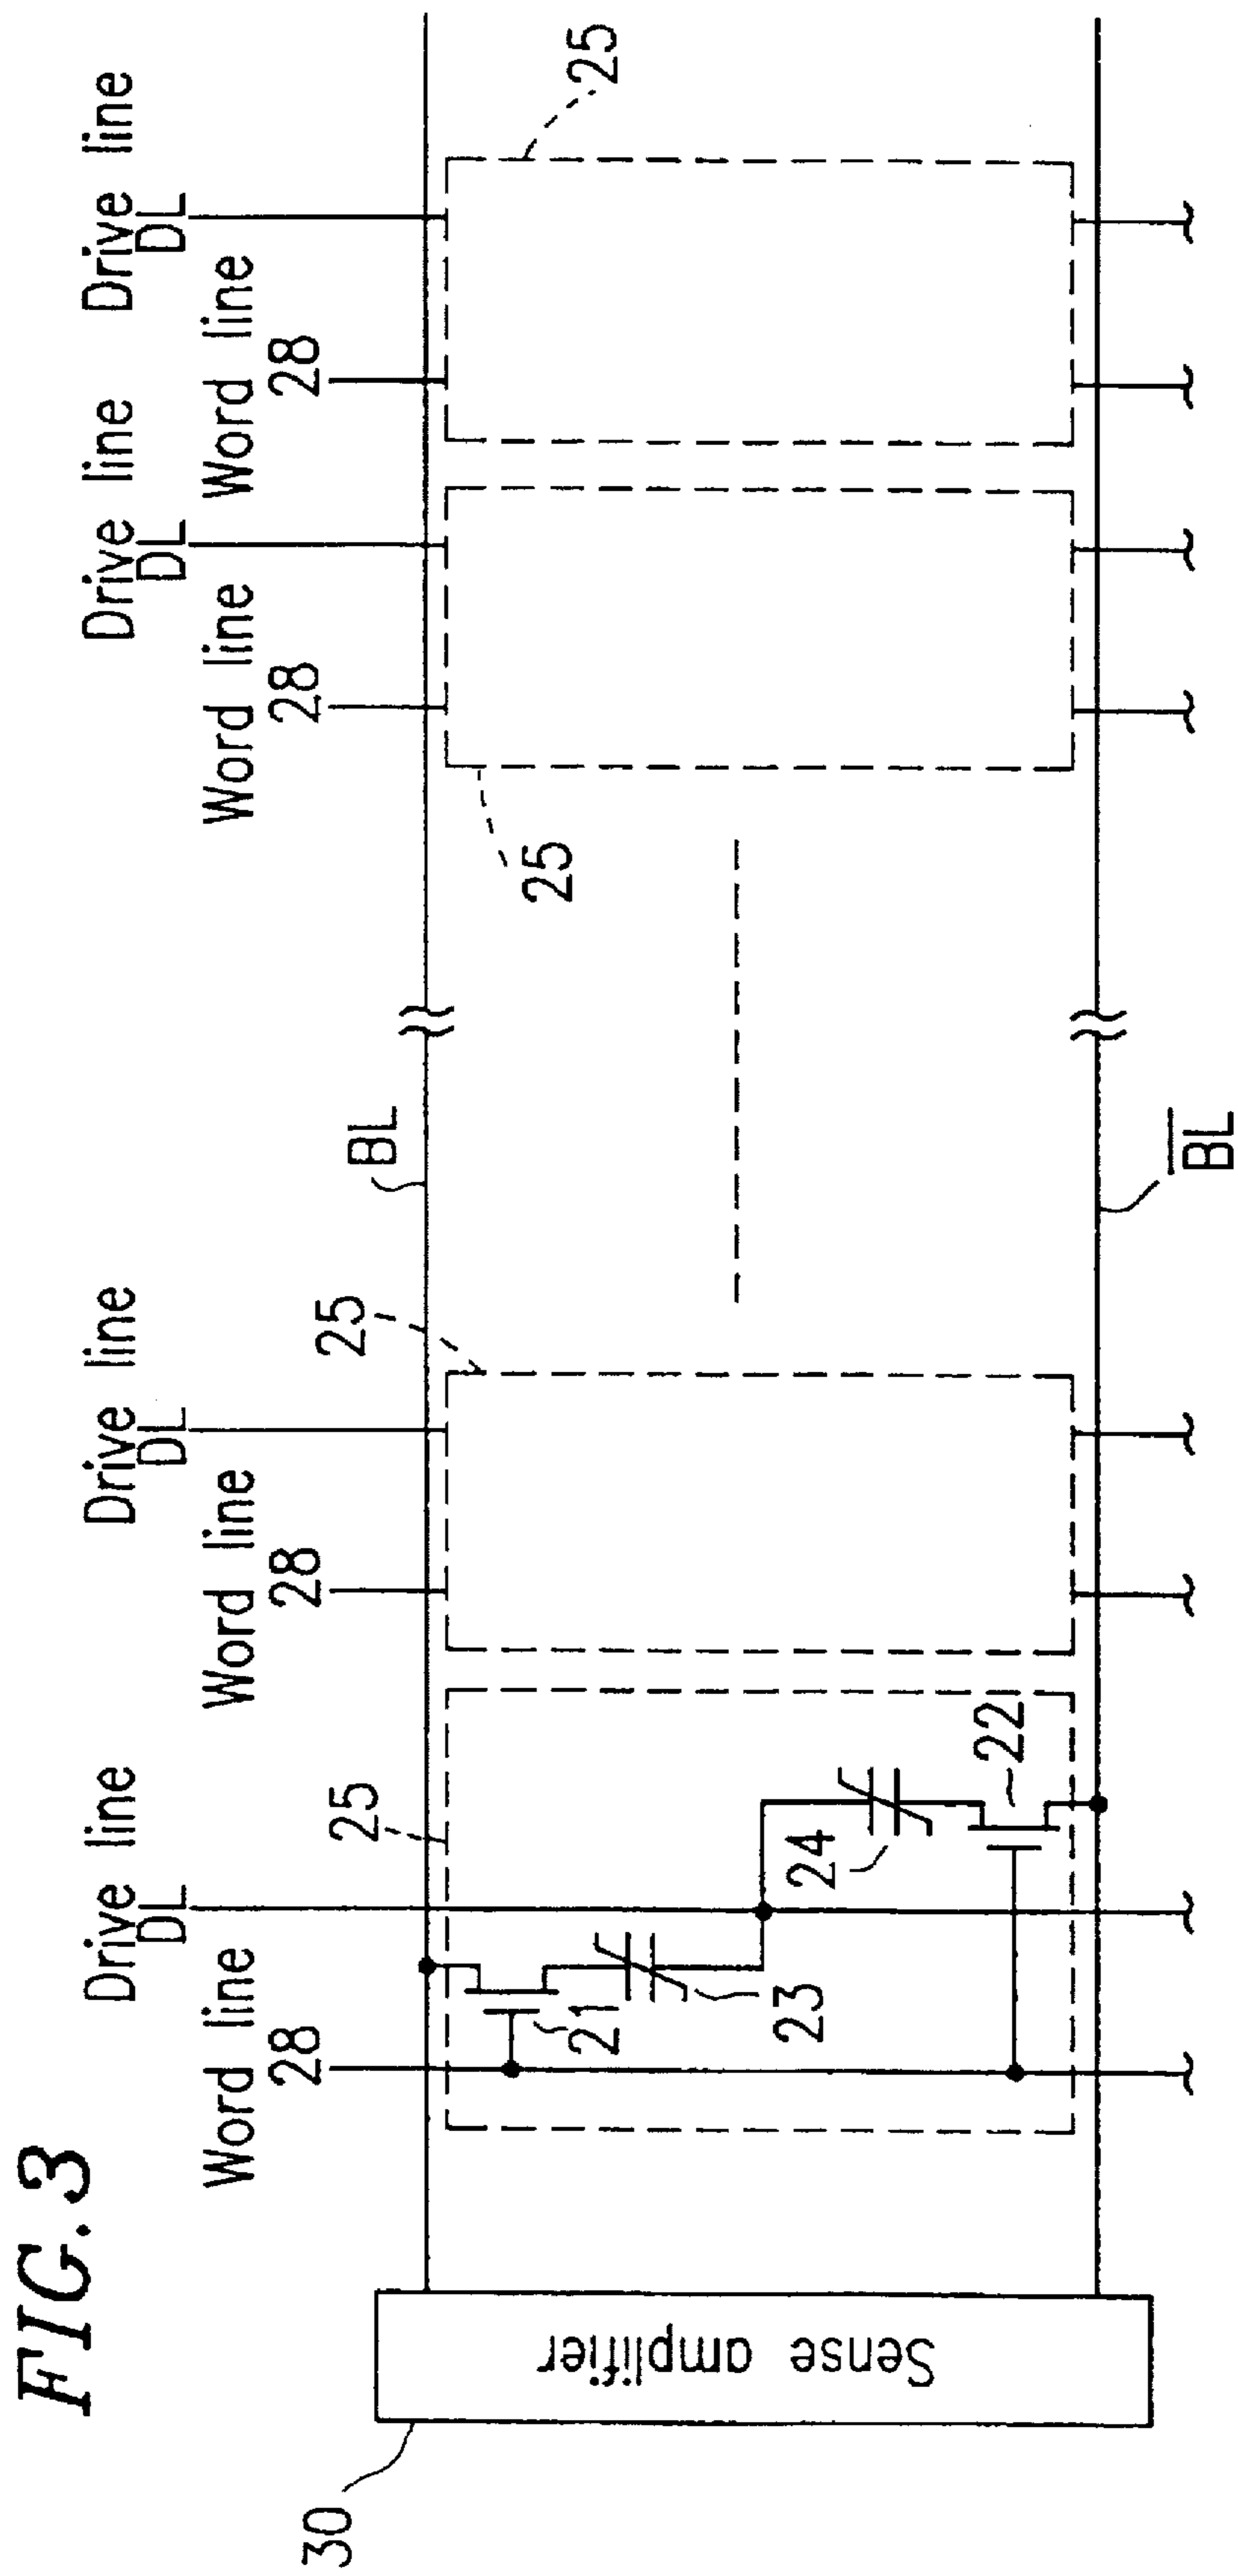 FIG. 3
Drive line
DL
Drive line
DL
Drive line
DL
Drive line
DL
Word line
28
Word line
28
Word line
28
Word line
28
25
25
25
25
BL
21
23
24
22
30
Sense amplifier
B̅L̅